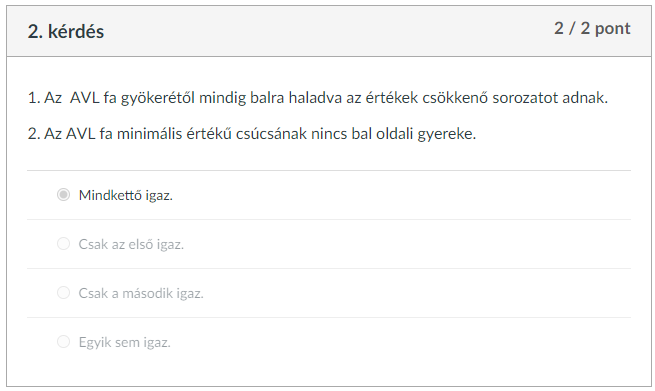 2. kérdés
2 / 2 pont
1. Az AVL fa gyökerétől mindig balra haladva az értékek csökkenő sorozatot adnak.
2. Az AVL fa minimális értékű csúcsának nincs bal oldali gyereke.
Mindkettő igaz.
Csak az első igaz.
Csak a második igaz.
Egyik sem igaz.